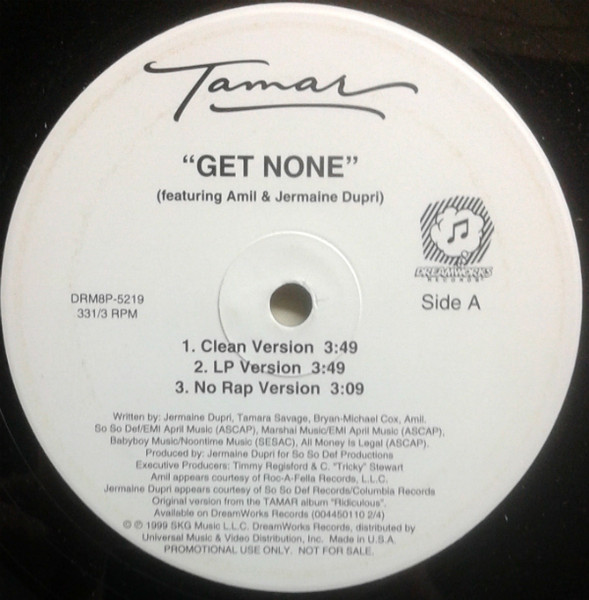 Tamar
“GET NONE”
(featuring Amil & Jermaine Dupri)
DREAMWORKS
RECORDS
DRM8P-5219
331/3 RPM
Side A
1. Clean Version 3:49
2. LP Version 3:49
3. No Rap Version 3:09
Written by: Jermaine Dupri, Tamara Savage, Bryan-Michael Cox, Amil.
So So Def/EMI April Music (ASCAP), Marshai Music/EMI April Music (ASCAP),
Babyboy Music/Noontime Music (SESAC), All Money Is Legal (ASCAP).
Produced by: Jermaine Dupri for So So Def Productions
Executive Producers: Timmy Regisford & C. "Tricky" Stewart
Amil appears courtesy of Roc-A-Fella Records, L.L.C.
Jermaine Dupri appears courtesy of So So Def Records/Columbia Records
Original version from the TAMAR album "Ridiculous".
Available on DreamWorks Records (004450110 2/4)
© ℗ 1999 SKG Music L.L.C. DreamWorks Records, distributed by
Universal Music & Video Distribution, Inc. Made in U.S.A.
PROMOTIONAL USE ONLY. NOT FOR SALE.